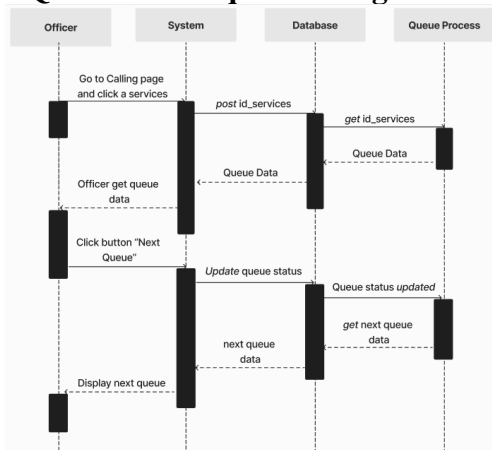 Officer
System
Database
Queue Process
Go to Calling page
and click a services
post id_services
get id_services
Queue Data
Queue Data
Officer get queue
data
Click button "Next
Queue"
Update queue status
Queue status updated
get next queue
data
next queue
data
Display next queue